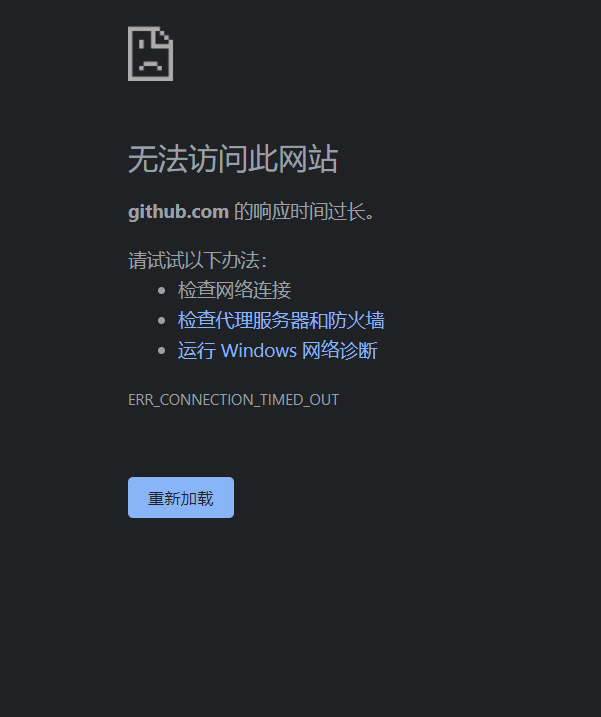 无法访问此网站
github.com 的响应时间过长。
请试试以下办法：
检查网络连接
检查代理服务器和防火墙
运行 Windows 网络诊断
ERR_CONNECTION_TIMED_OUT
重新加载